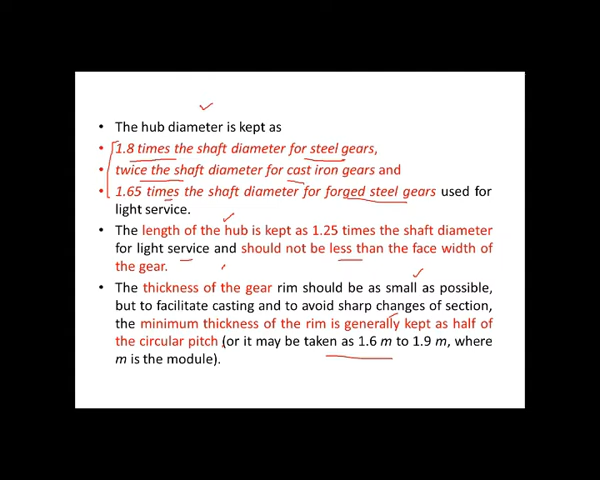 • The hub diameter is kept as
• 1.8 times the shaft diameter for steel gears,
• twice the shaft diameter for cast iron gears and
• 1.65 times the shaft diameter for forged steel gears used for
light service.
• The length of the hub is kept as 1.25 times the shaft diameter
for light service and should not be less than the face width of
the gear.
• The thickness of the gear rim should be as small as possible,
but to facilitate casting and to avoid sharp changes of section,
the minimum thickness of the rim is generally kept as half of
the circular pitch (or it may be taken as 1.6 m to 1.9 m, where
m is the module).